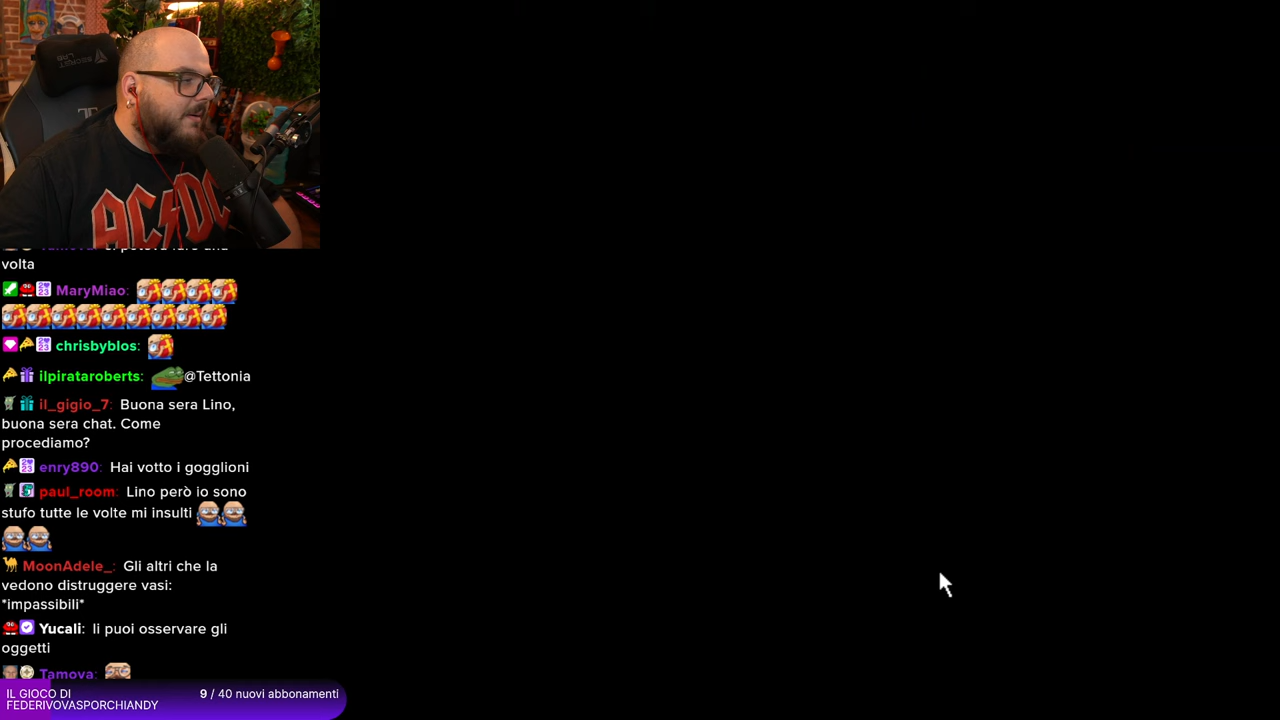 AC/DC
volta
MaryMiao:
chrisbyblos:
ilpirataroberts: @Tettonia
il_gigio_7: Buona sera Lino,
buona sera chat. Come
procediamo?
enry890: Hai votto i gogglioni
paul_room: Lino però io sono
stufo tutte le volte mi insulti
MoonAdele_: Gli altri che la
vedono distruggere vasi:
*impassibili*
Yucali: li puoi osservare gli
oggetti
Tamova:
IL GIOCO DI
FEDERIVOVASPORCHIANDY
9 / 40 nuovi abbonamenti